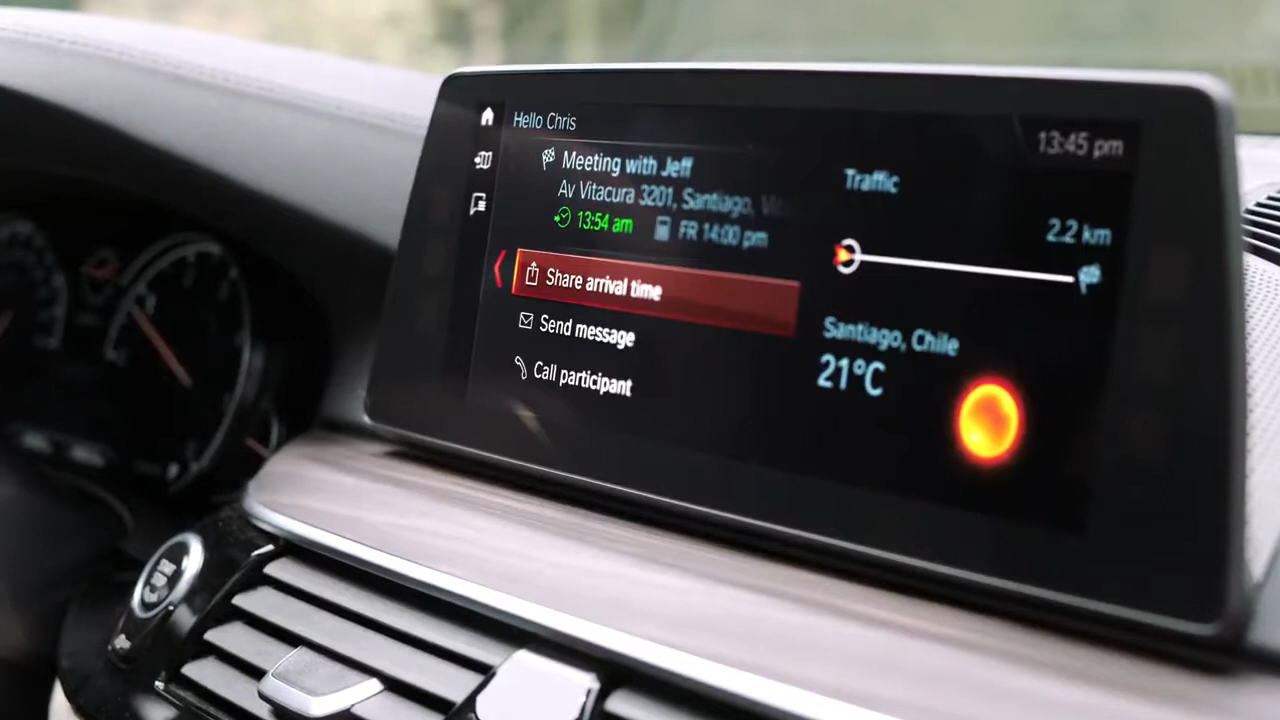 Hello Chris
13:45 pm
Meeting with Jeff
Av Vitacura 3201, Santiago,
13:54 am FR 14:00 pm
Share arrival time
Send message
Call participant
Traffic
2.2 km
Santiago, Chile
21°C